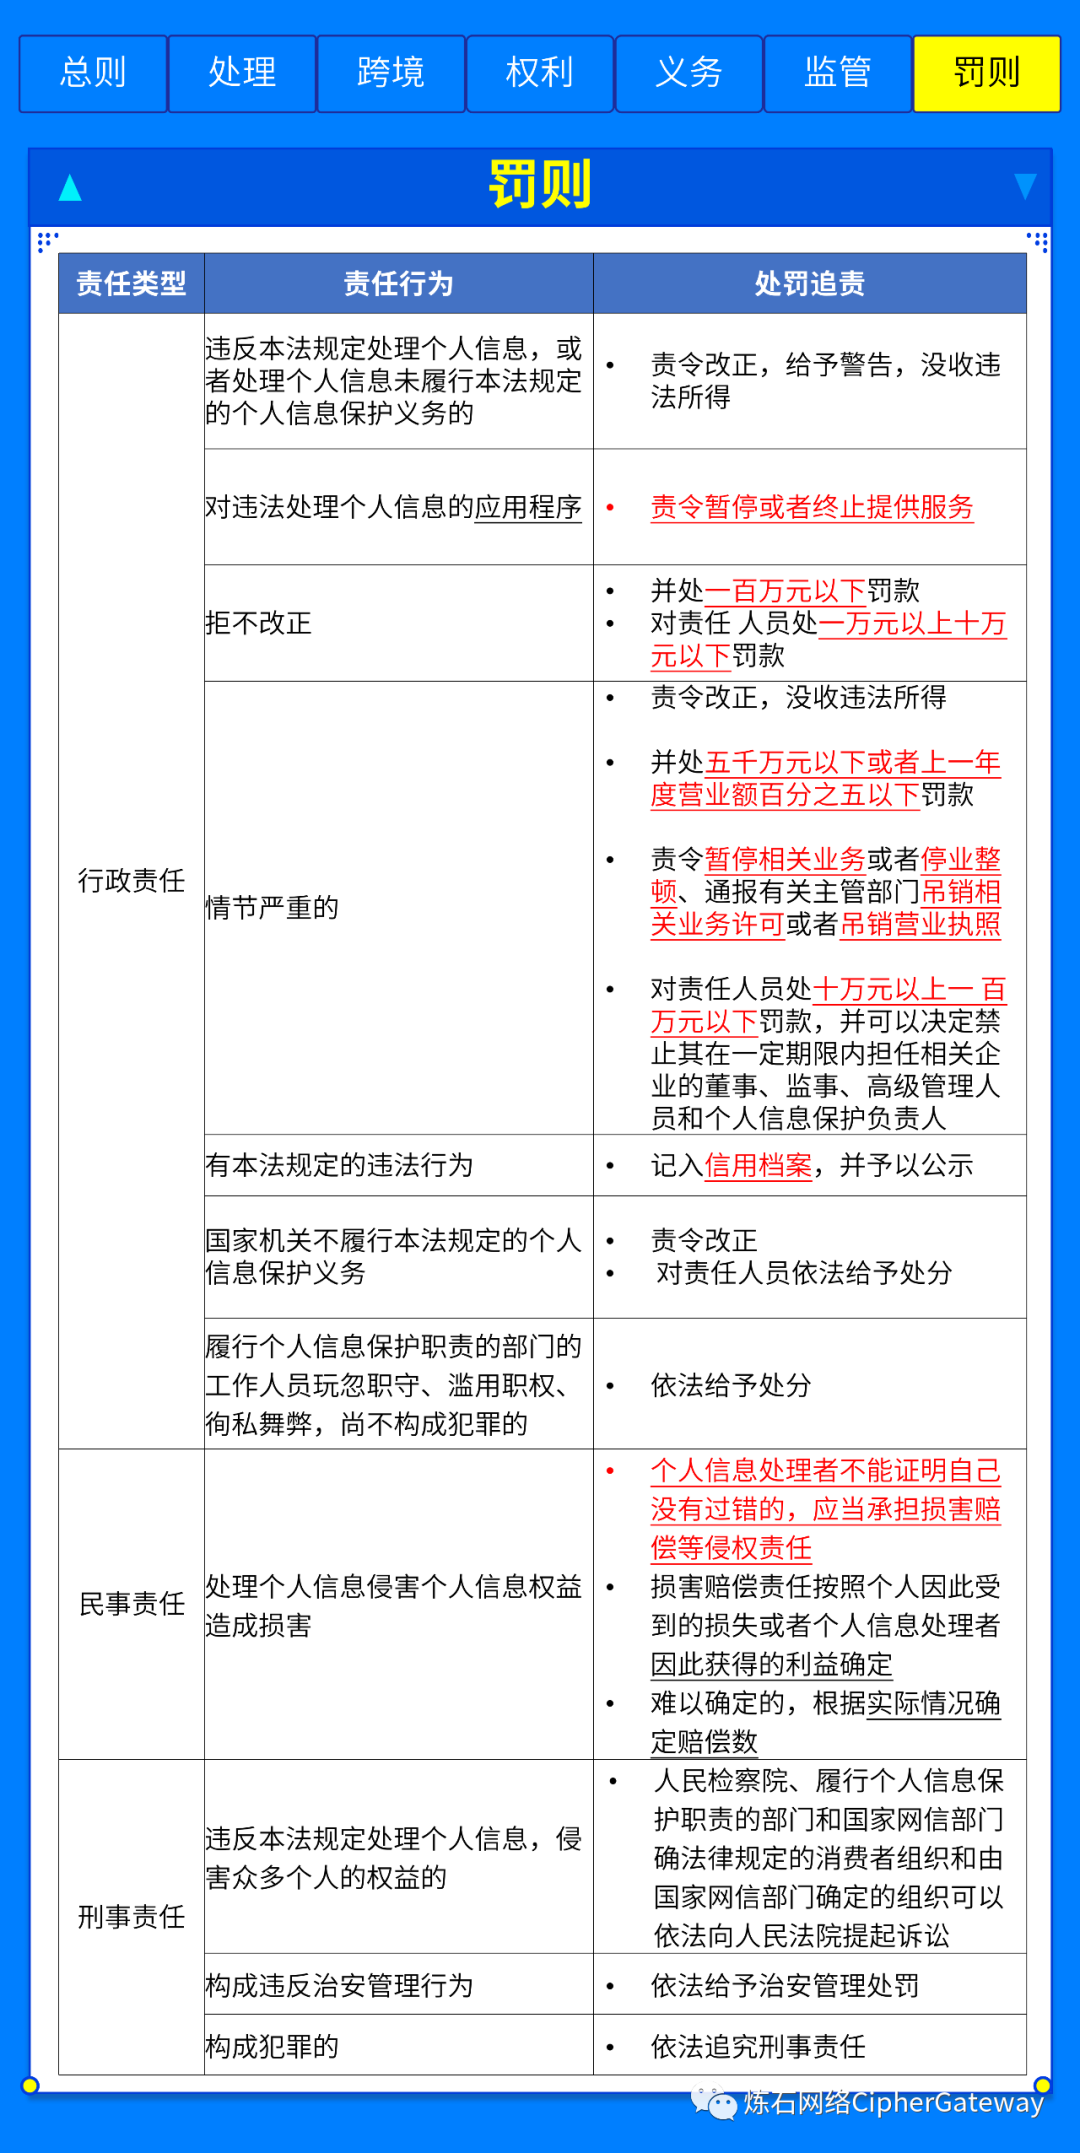 总则 处理 跨境 权利 义务 监管 罚则
罚则
责任类型 责任行为 处罚追责
行政责任
违反本法规定处理个人信息，或
者处理个人信息未履行本法规定
的个人信息保护义务的
• 责令改正，给予警告，没收违
法所得
对违法处理个人信息的应用程序
• 责令暂停或者终止提供服务
拒不改正
• 并处一百万元以下罚款
• 对责任 人员处一万元以上十万
元以下罚款
情节严重的
• 责令改正，没收违法所得
• 并处五千万元以下或者上一年
度营业额百分之五以下罚款
• 责令暂停相关业务或者停业整
顿、通报有关主管部门吊销相
关业务许可或者吊销营业执照
• 对责任人员处十万元以上一 百
万元以下罚款，并可以决定禁
止其在一定期限内担任相关企
业的董事、监事、高级管理人
员和个人信息保护负责人
有本法规定的违法行为
• 记入信用档案，并予以公示
国家机关不履行本法规定的个人
信息保护义务
• 责令改正
• 对责任人员依法给予处分
履行个人信息保护职责的部门的
工作人员玩忽职守、滥用职权、
徇私舞弊，尚不构成犯罪的
• 依法给予处分
民事责任
处理个人信息侵害个人信息权益
造成损害
• 个人信息处理者不能证明自己
没有过错的，应当承担损害赔
偿等侵权责任
• 损害赔偿责任按照个人因此受
到的损失或者个人信息处理者
因此获得的利益确定
• 难以确定的，根据实际情况确
定赔偿数
刑事责任
违反本法规定处理个人信息，侵
害众多个人的权益的
• 人民检察院、履行个人信息保
护职责的部门和国家网信部门
确法律规定的消费者组织和由
国家网信部门确定的组织可以
依法向人民法院提起诉讼
构成违反治安管理行为
• 依法给予治安管理处罚
构成犯罪的
• 依法追究刑事责任
炼石网络CipherGateway